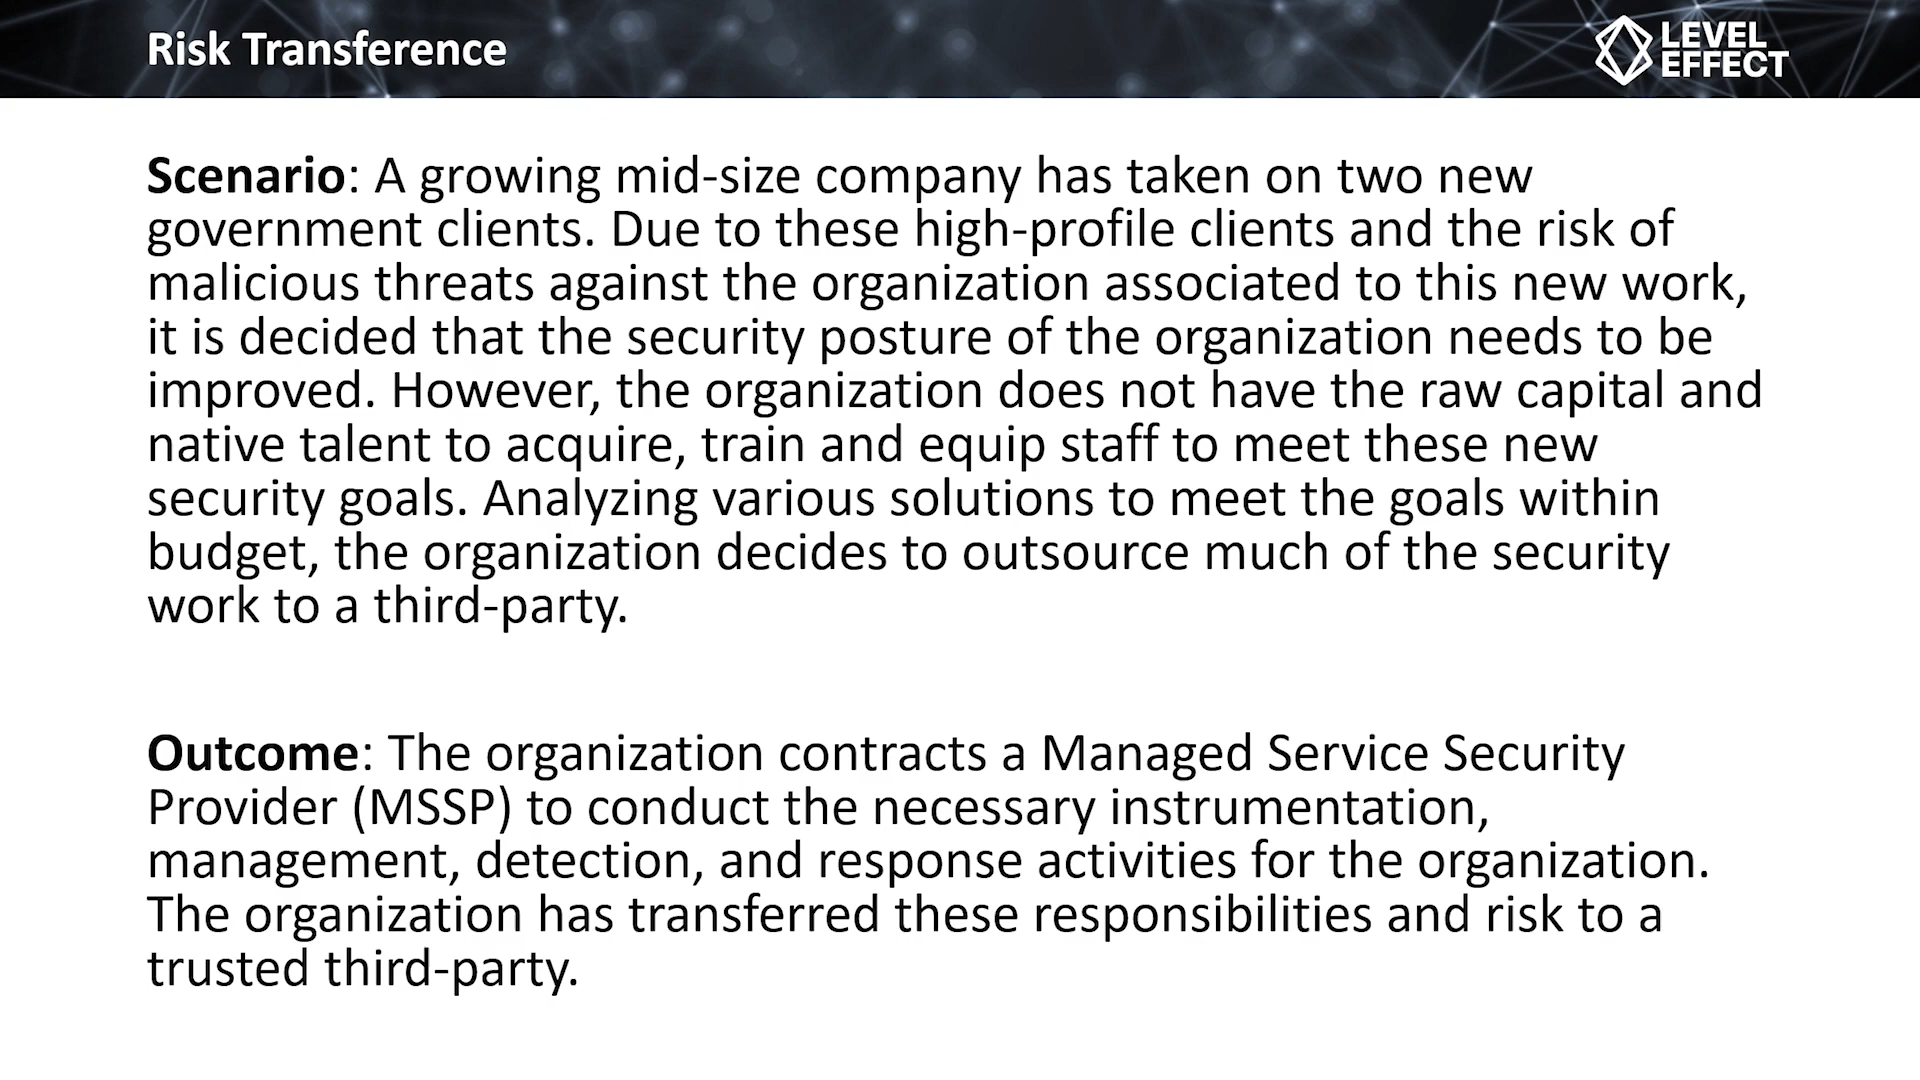 Risk Transference
LEVEL
EFFECT
Scenario: A growing mid-size company has taken on two new
government clients. Due to these high-profile clients and the risk of
malicious threats against the organization associated to this new work,
it is decided that the security posture of the organization needs to be
improved. However, the organization does not have the raw capital and
native talent to acquire, train and equip staff to meet these new
security goals. Analyzing various solutions to meet the goals within
budget, the organization decides to outsource much of the security
work to a third-party.
Outcome: The organization contracts a Managed Service Security
Provider (MSSP) to conduct the necessary instrumentation,
management, detection, and response activities for the organization.
The organization has transferred these responsibilities and risk to a
trusted third-party.